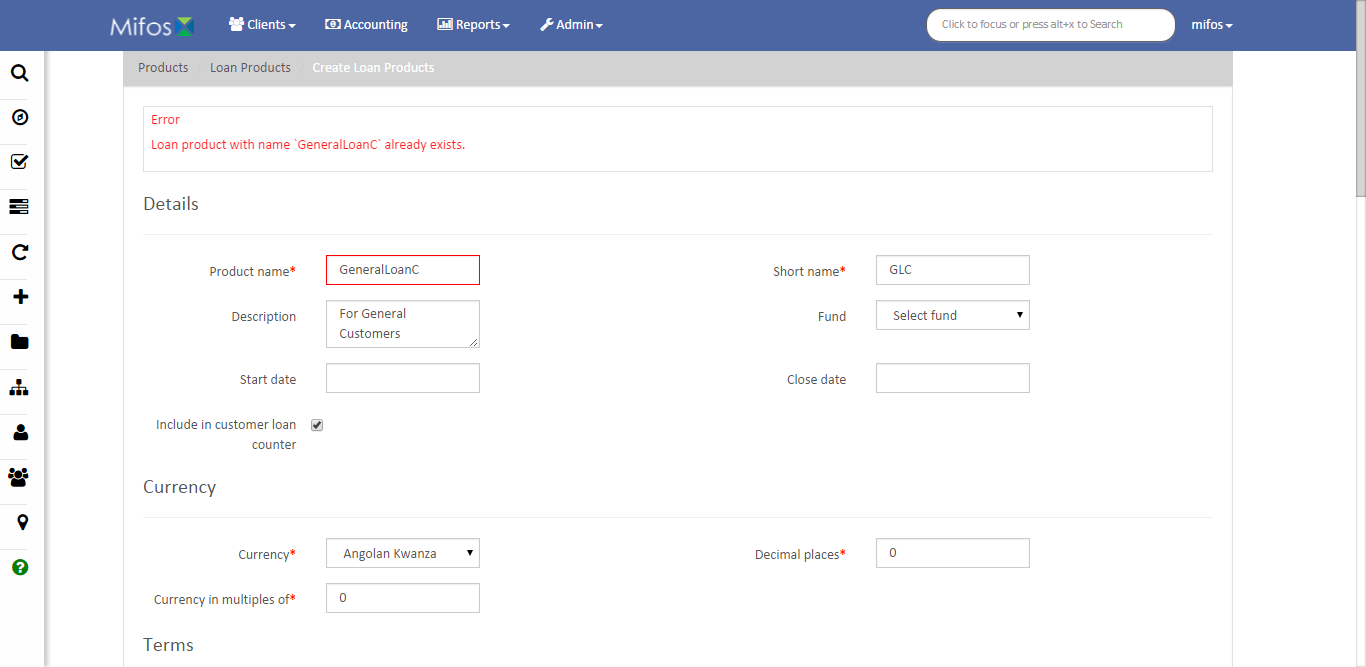 Mifos Clients Accounting Reports Admin Click to focus or press alt+x to Search mifos
Products / Loan Products / Create Loan Products
Error
Loan product with name `GeneralLoanC` already exists.
Details
Product name* GeneralLoanC Short name* GLC
Description For General Fund Select fund
Customers
Start date Close date
Include in customer loan
counter
Currency
Currency* Angolan Kwanza Decimal places* 0
Currency in multiples of* 0
Terms